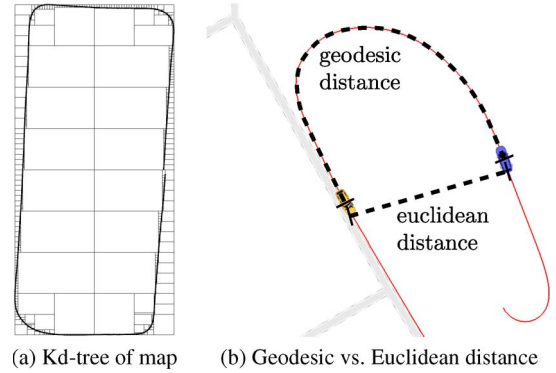 geodesic
distance
euclidean
distance
(a) Kd-tree of map
(b) Geodesic vs. Euclidean distance